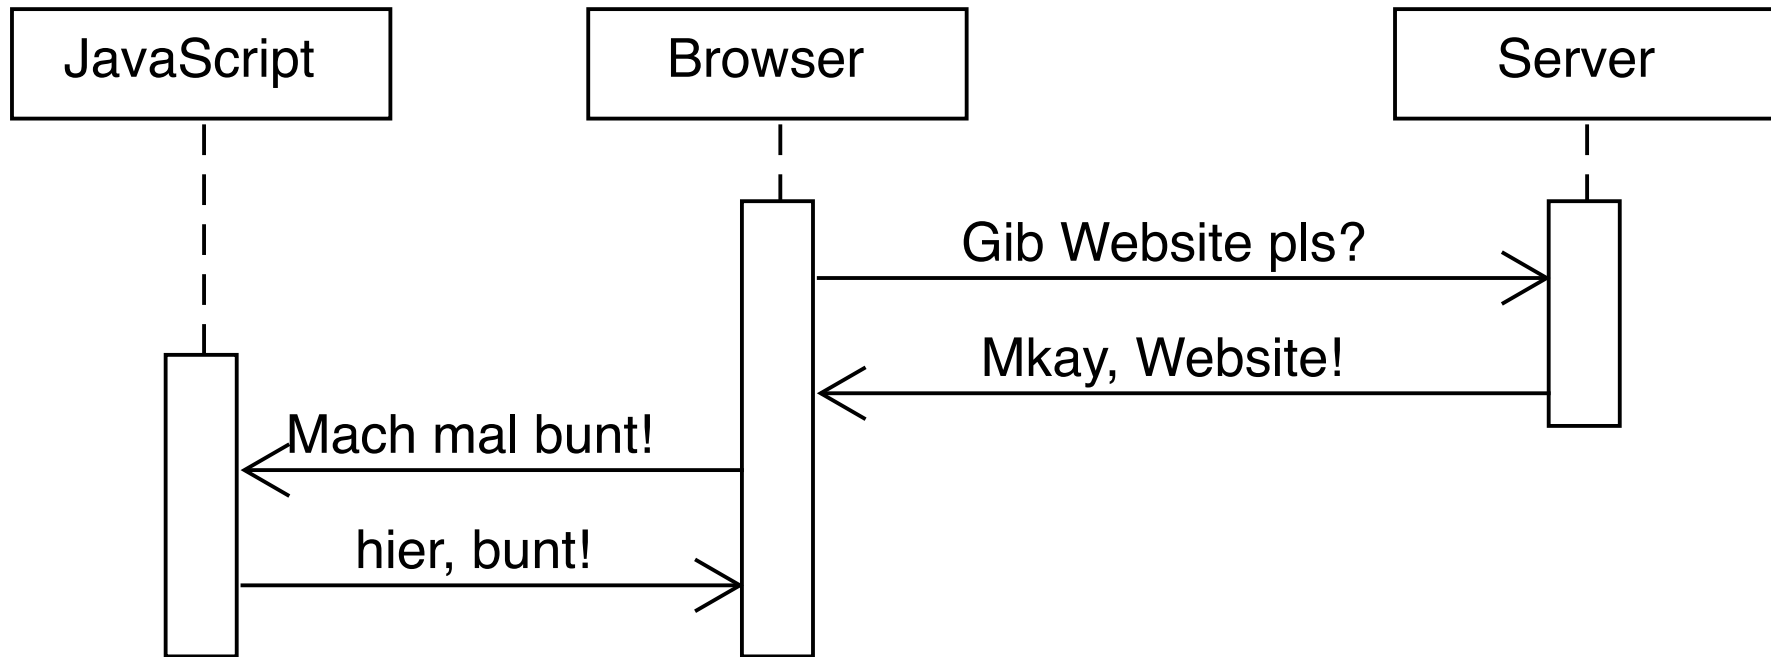 JavaScript
Browser
Server
Gib Website pls?
Mkay, Website!
Mach mal bunt!
hier, bunt!